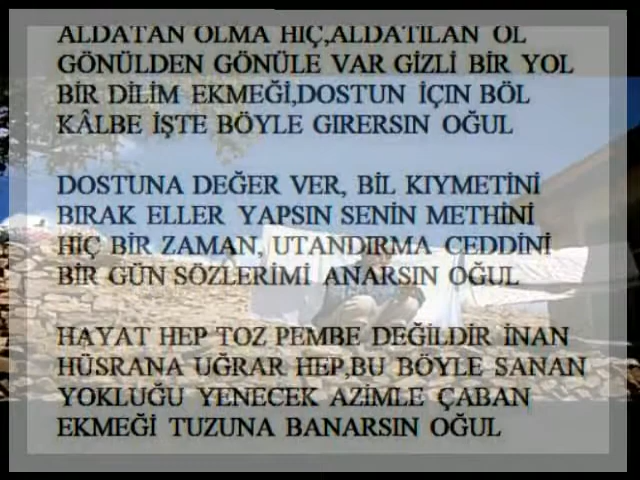 ALDATAN OLMA HİÇ,ALDATILAN OL
GÖNÜLDEN GÖNÜLE VAR GİZLİ BİR YOL
BİR DİLİM EKMEĞİ,DOSTUN İÇIN BÖL
KÂLBE İŞTE BÖYLE GIRERSIN OĞUL
DOSTUNA DEĞER VER, BİL KIYMETİNİ
BIRAK ELLER YAPSIN SENİN METHİNİ
HİÇ BİR ZAMAN, UTANDIRMA CEDDİNİ
BİR GÜN SÖZLERİMİ ANARSIN OĞUL
HAYAT HEP TOZ PEMBE DEĞİLDİR İNAN
HÜSRANA UĞRAR HEP,BU BÖYLE SANAN
YOKLUĞU YENECEK AZİMLE ÇABAN
EKMEĞİ TUZUNA BANARSIN OĞUL